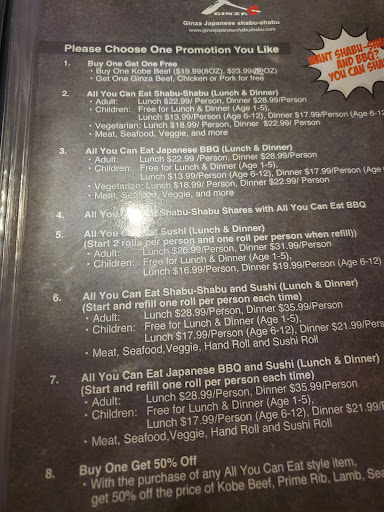 GINZA
Ginza Japanese shabu-shabu
www.ginzajapaneseshabushabu.com
Please Choose One Promotion You Like
WANT SHABU-SHABU
AND BBQ?
YOU CAN SHA
1. Buy One Get One Free
• Buy One Kobe Beef ($19.99(8OZ), $23.99
• Get One Ginza Beef, Chicken or Pork for free
2. All You Can Eat Shabu-Shabu (Lunch & Dinner)
• Adult: Lunch $22.99/ Person, Dinner $28.99/Person
• Children: Free for Lunch & Dinner (Age 1-5),
Lunch $13.99/Person (Age 6-12), Dinner $17.99/Person (Age 6-12)
• Vegetarian: Lunch $18.99/ Person, Dinner $22.99/ Person
• Meat, Seafood, Veggie, and more
3. All You Can Eat Japanese BBQ (Lunch & Dinner)
• Adult: Lunch $22.99 /Person, Dinner $28.99/Person
• Children: Free for Lunch & Dinner (Age 1-5),
Lunch $13.99/Person (Age 6-12), Dinner $17.99/Person (Age 6
• Vegetarian: Lunch $18.99/ Person, Dinner $22.99/ Person
• Meat, Seafood, Veggie, and more
4. All You Shabu-Shabu Shares with All You Can Eat BBQ
5. All You Eat Sushi (Lunch & Dinner)
(Start 2 rolls per person and one roll per person when refill))
• Adult: Lunch $26.99/Person, Dinner $31.99/Person
• Children: Free for Lunch & Dinner (Age 1-5),
Lunch $16.99/Person, Dinner $19.99/Person (Age 6-12)
6. All You Can Eat Shabu-Shabu and Sushi (Lunch & Dinner)
(Start and refill one roll per person each time)
• Adult: Lunch $28.99/Person, Dinner $35.99/Person
• Children: Free for Lunch & Dinner (Age 1-5),
Lunch $17.99/Person (Age 6-12), Dinner $21.99/Pers
• Meat, Seafood,Veggie, Hand Roll and Sushi Roll
7. All You Can Eat Japanese BBQ and Sushi (Lunch & Dinner)
(Start and refill one roll per person each time)
• Adult: Lunch $28.99/Person, Dinner $35.99/Person
• Children: Free for Lunch & Dinner (Age 1-5),
Lunch $17.99/Person (Age 6-12), Dinner $21.99/
• Meat, Seafood,Veggie, Hand Roll and Sushi Roll
8. Buy One Get 50% Off
• With the purchase of any All You Can Eat style item,
get 50% off the price of Kobe Beef, Prime Rib, Lamb, Sea